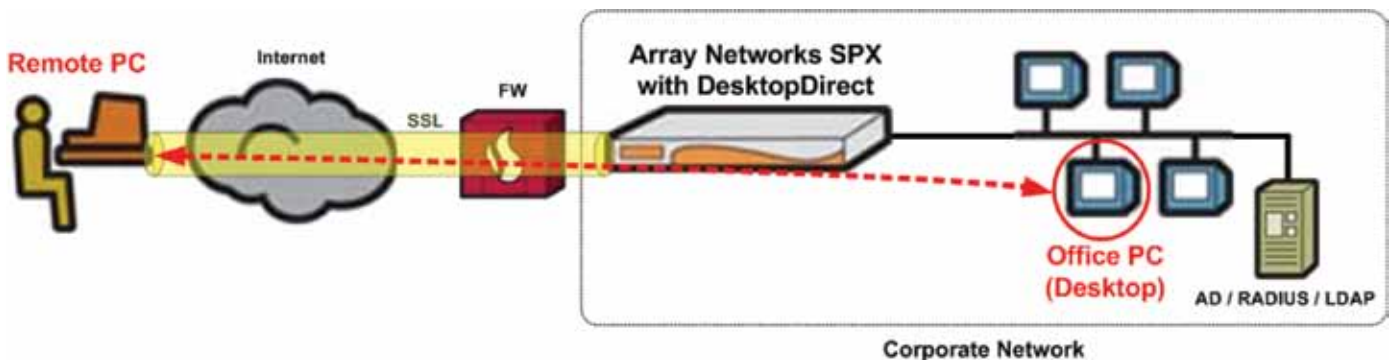 Remote PC
Internet
SSL
FW
Array Networks SPX
with DesktopDirect
Office PC
(Desktop)
AD / RADIUS / LDAP
Corporate Network